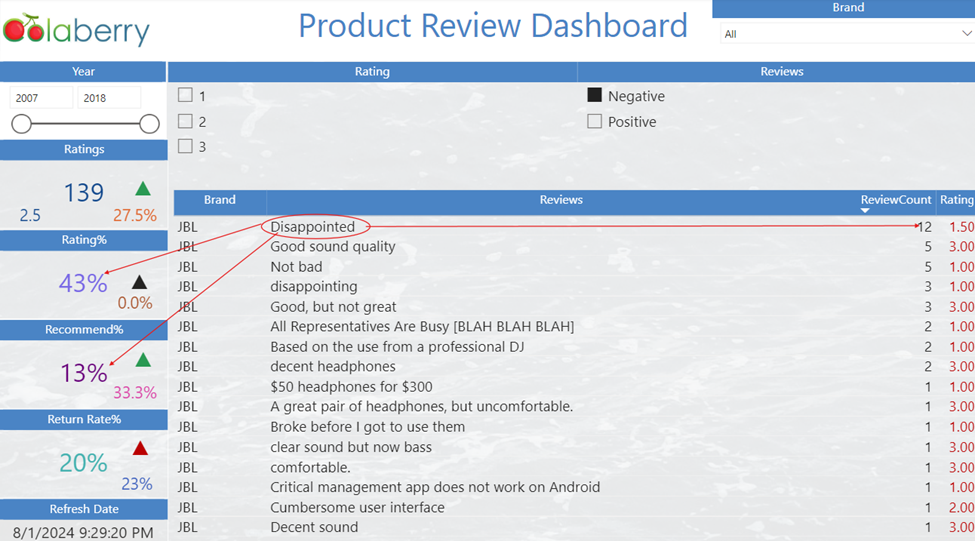 Colaberry
Product Review Dashboard
Brand
All
Year
2007 2018
Rating
1
2
3
Reviews
Negative
Positive
Ratings
139
2.5 27.5%
Rating%
43%
0.0%
Recommend%
13%
33.3%
Return Rate%
20%
23%
Refresh Date
8/1/2024 9:29:20 PM
Brand Reviews ReviewCount Rating
JBL Disappointed 12 1.50
JBL Good sound quality 5 3.00
JBL Not bad 5 1.00
JBL disappointing 3 1.00
JBL Good, but not great 3 3.00
JBL All Representatives Are Busy [BLAH BLAH BLAH] 2 1.00
JBL Based on the use from a professional DJ 2 1.00
JBL decent headphones 2 3.00
JBL $50 headphones for $300 1 1.00
JBL A great pair of headphones, but uncomfortable. 1 3.00
JBL Broke before I got to use them 1 1.00
JBL clear sound but now bass 1 3.00
JBL comfortable. 1 3.00
JBL Critical management app does not work on Android 1 1.00
JBL Cumbersome user interface 1 2.00
JBL Decent sound 1 3.00